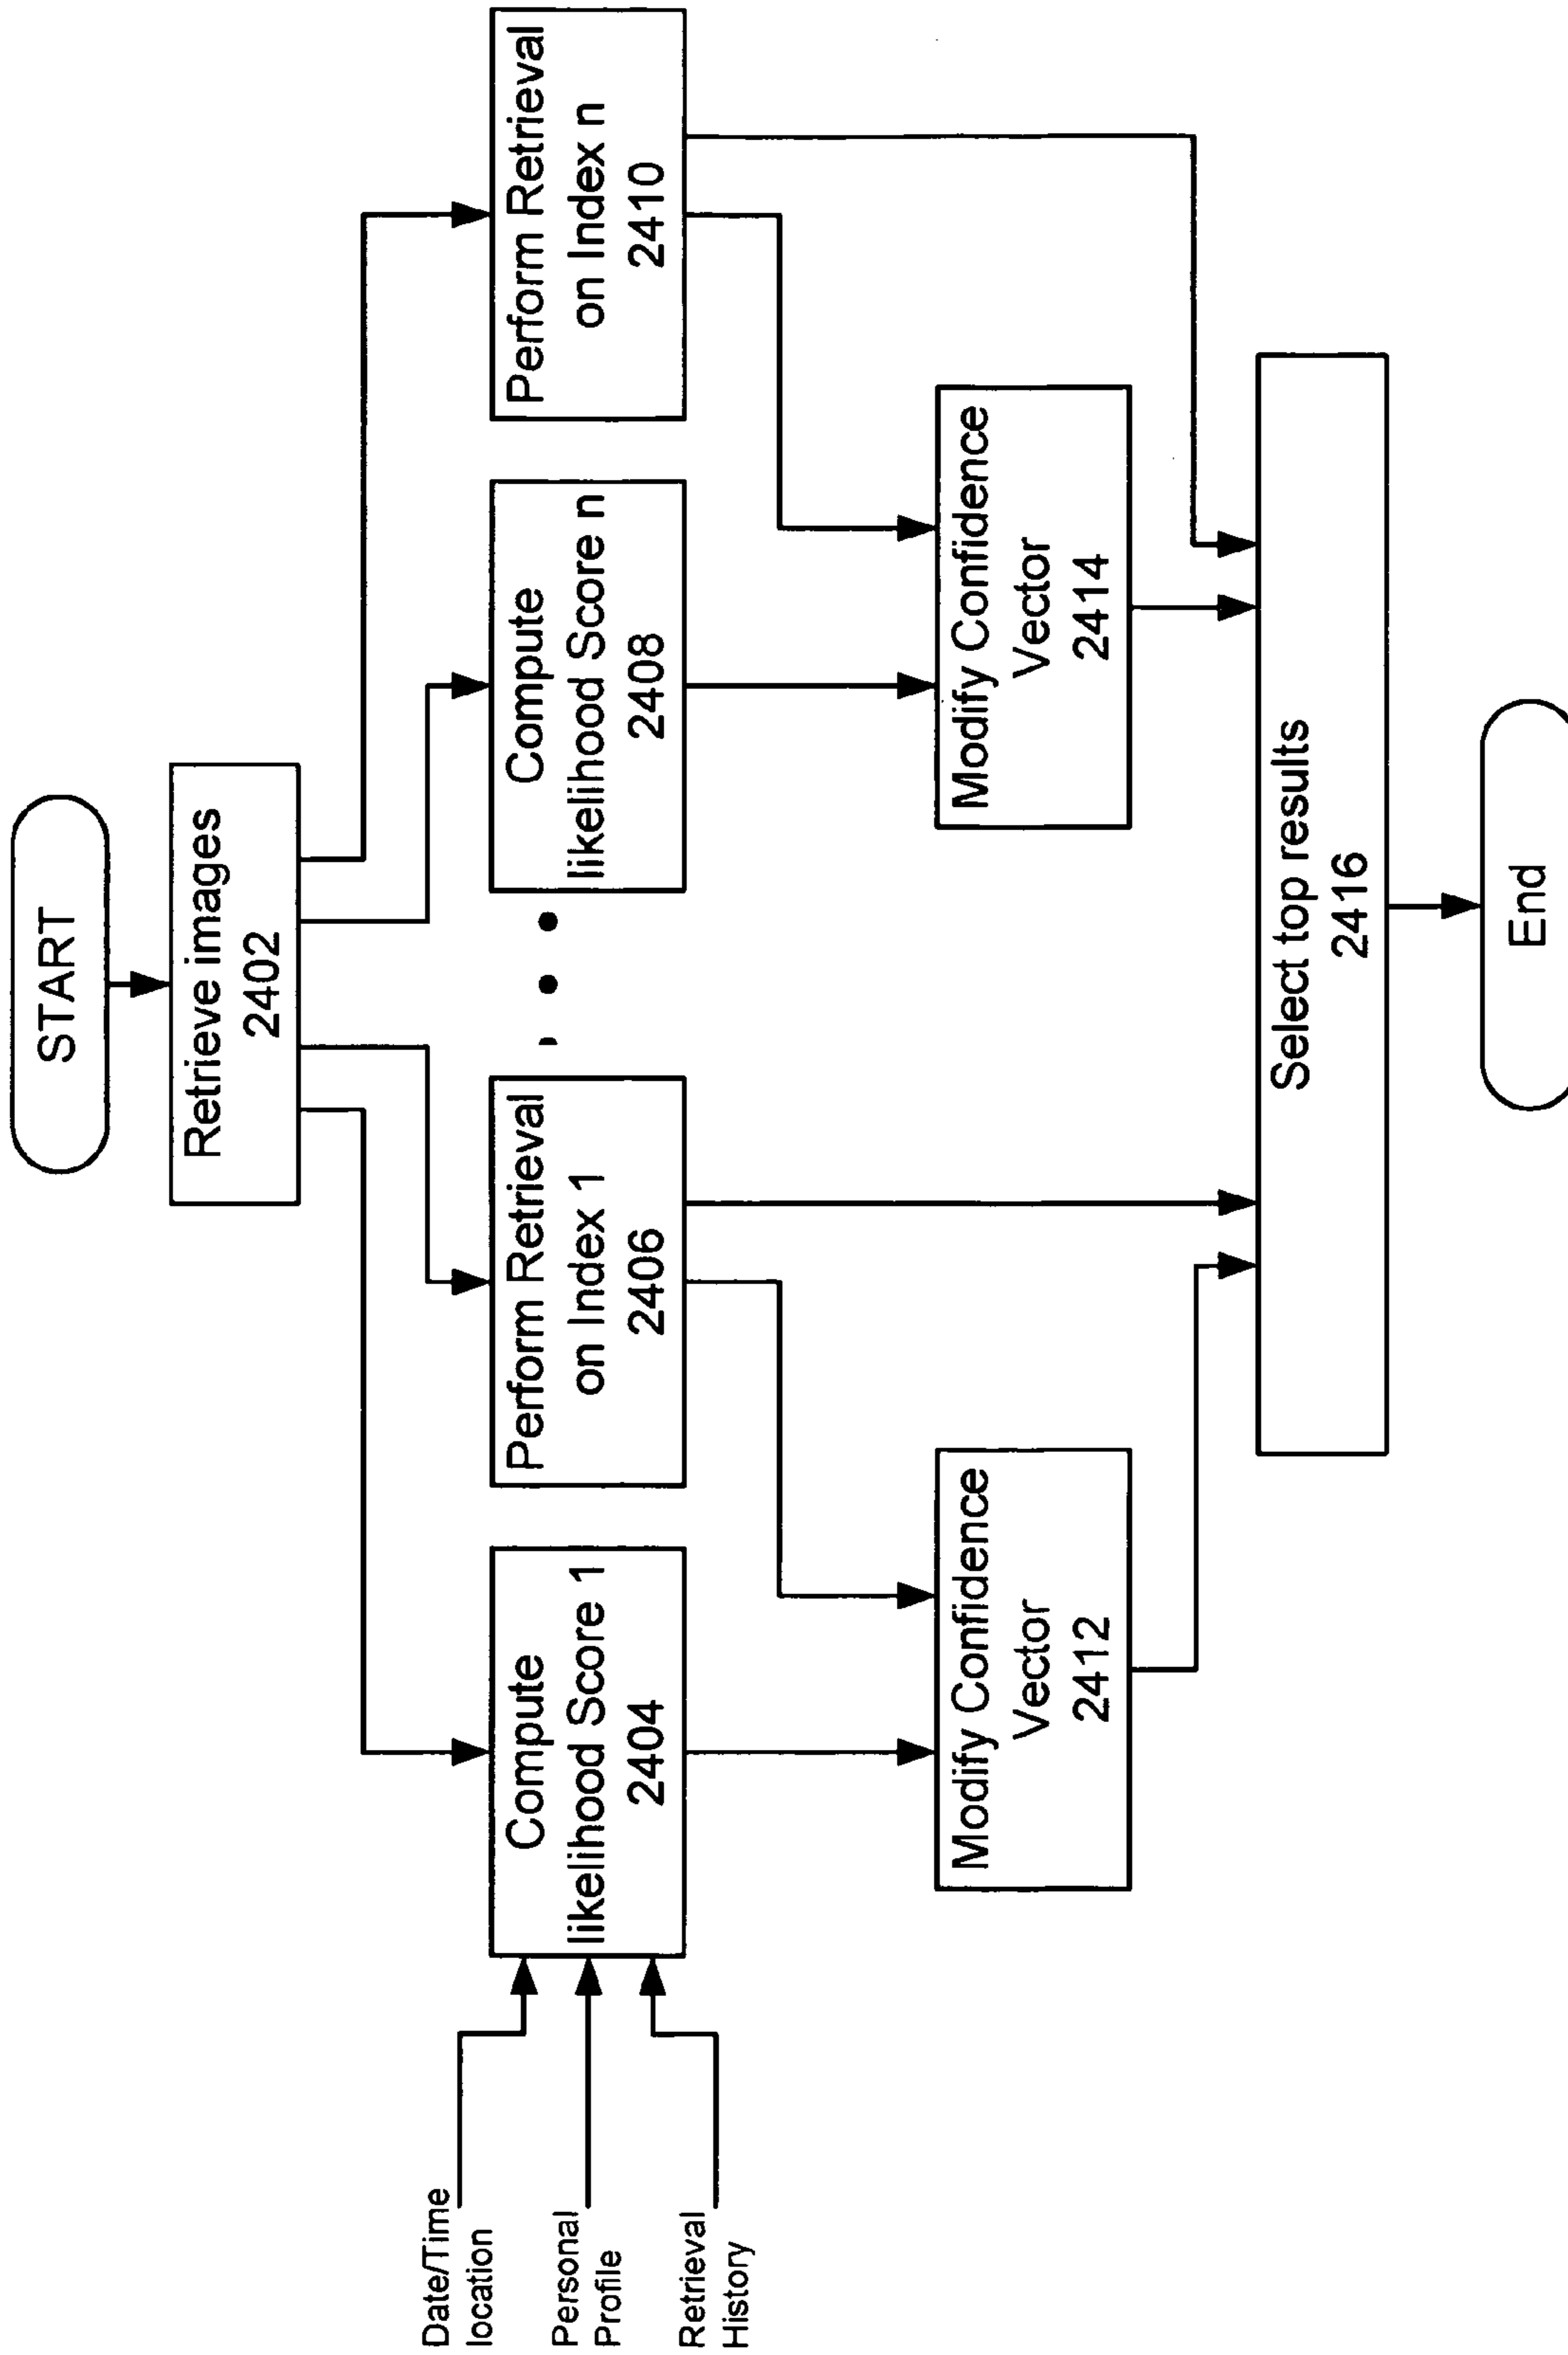 START
Retrieve images
2402
Date/Time
location
Personal
Profile
Retrieval
History
Compute
likelihood Score 1
2404
Perform Retrieval
on Index 1
2406
Compute
likelihood Score n
2408
Perform Retrieval
on Index n
2410
Modify Confidence
Vector
2412
Modify Confidence
Vector
2414
Select top results
2416
End